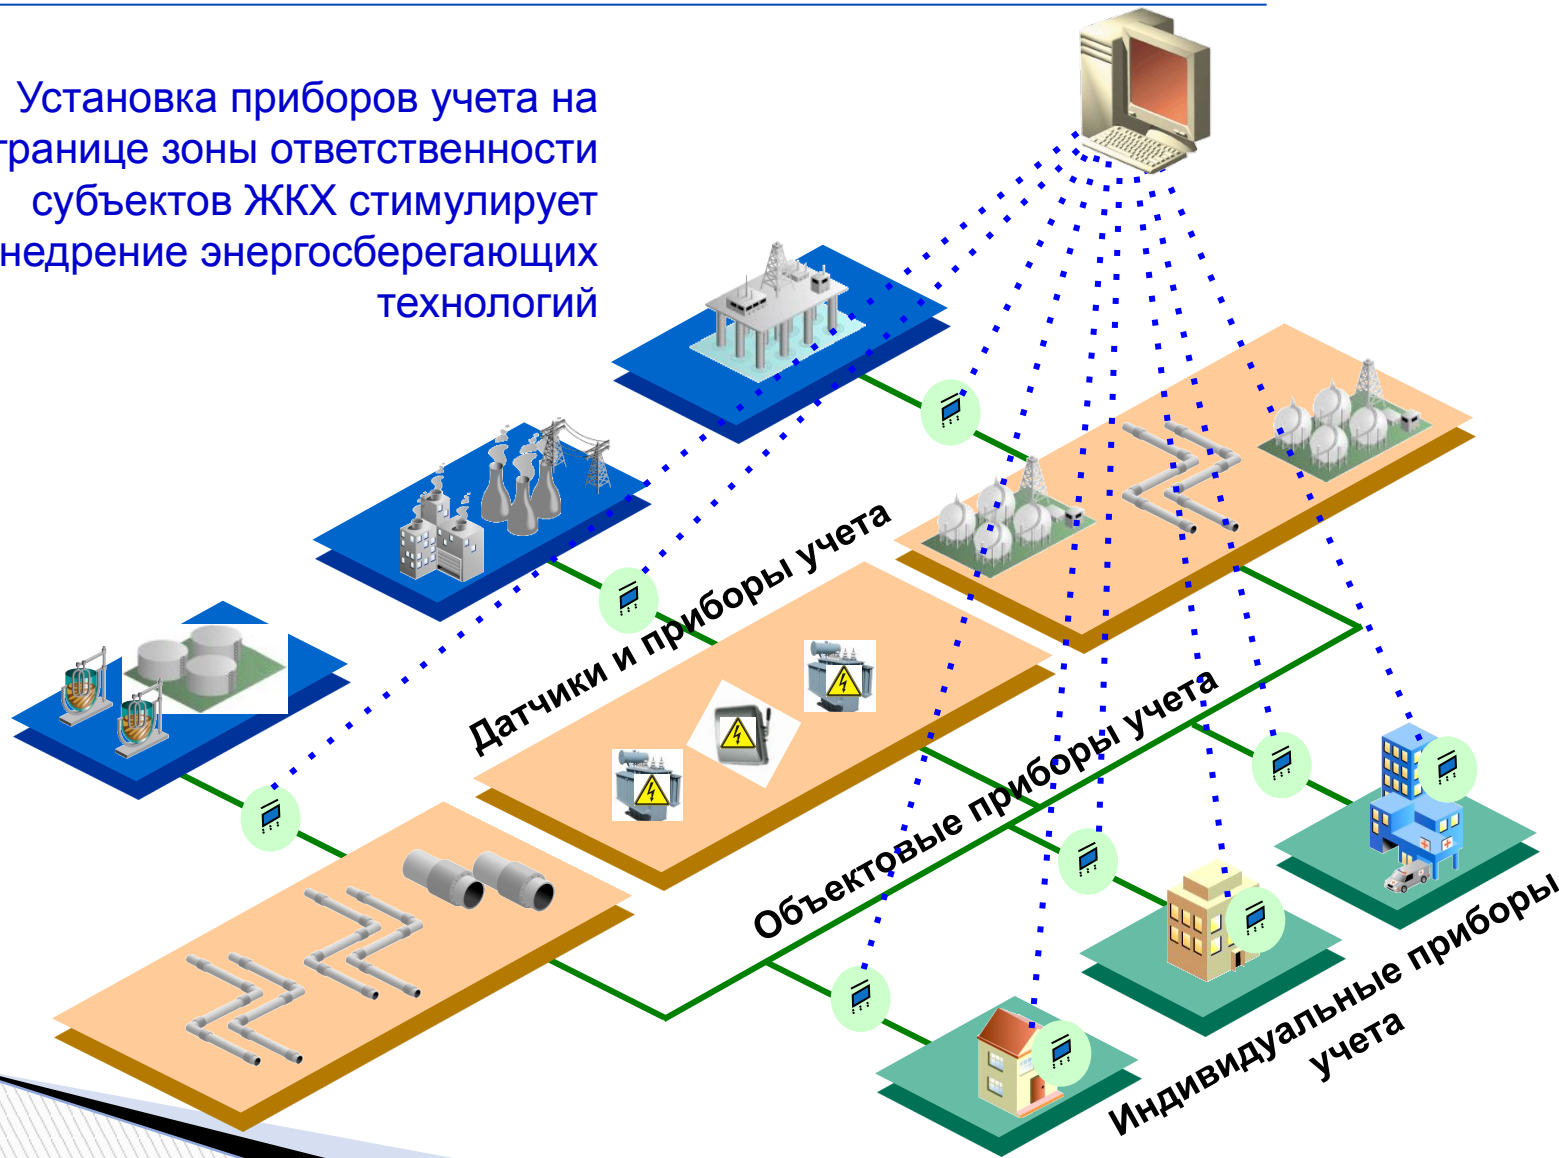 Установка приборов учета на
границе зоны ответственности
субъектов ЖКХ стимулирует
недрение энергосберегающих
технологий
Датчики и приборы учета
Объектовые приборы учета
Индивидуальные приборы
учета